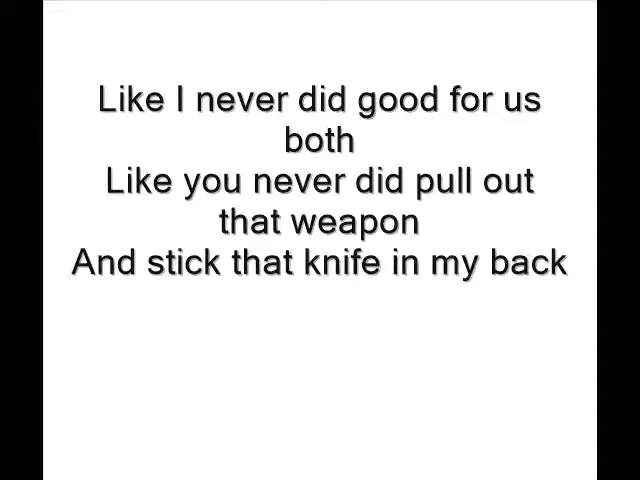 Like I never did good for us
both
Like you never did pull out
that weapon
And stick that knife in my back